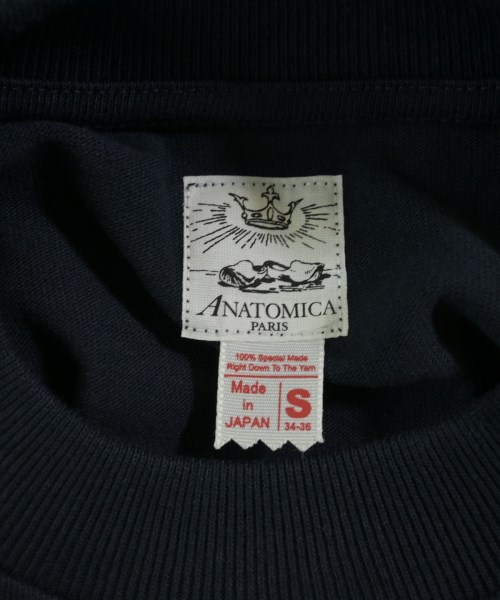 ANATOMICA
PARIS
100% Special Made
Right Down To The Yarn
Made
in
JAPAN
S
34-36